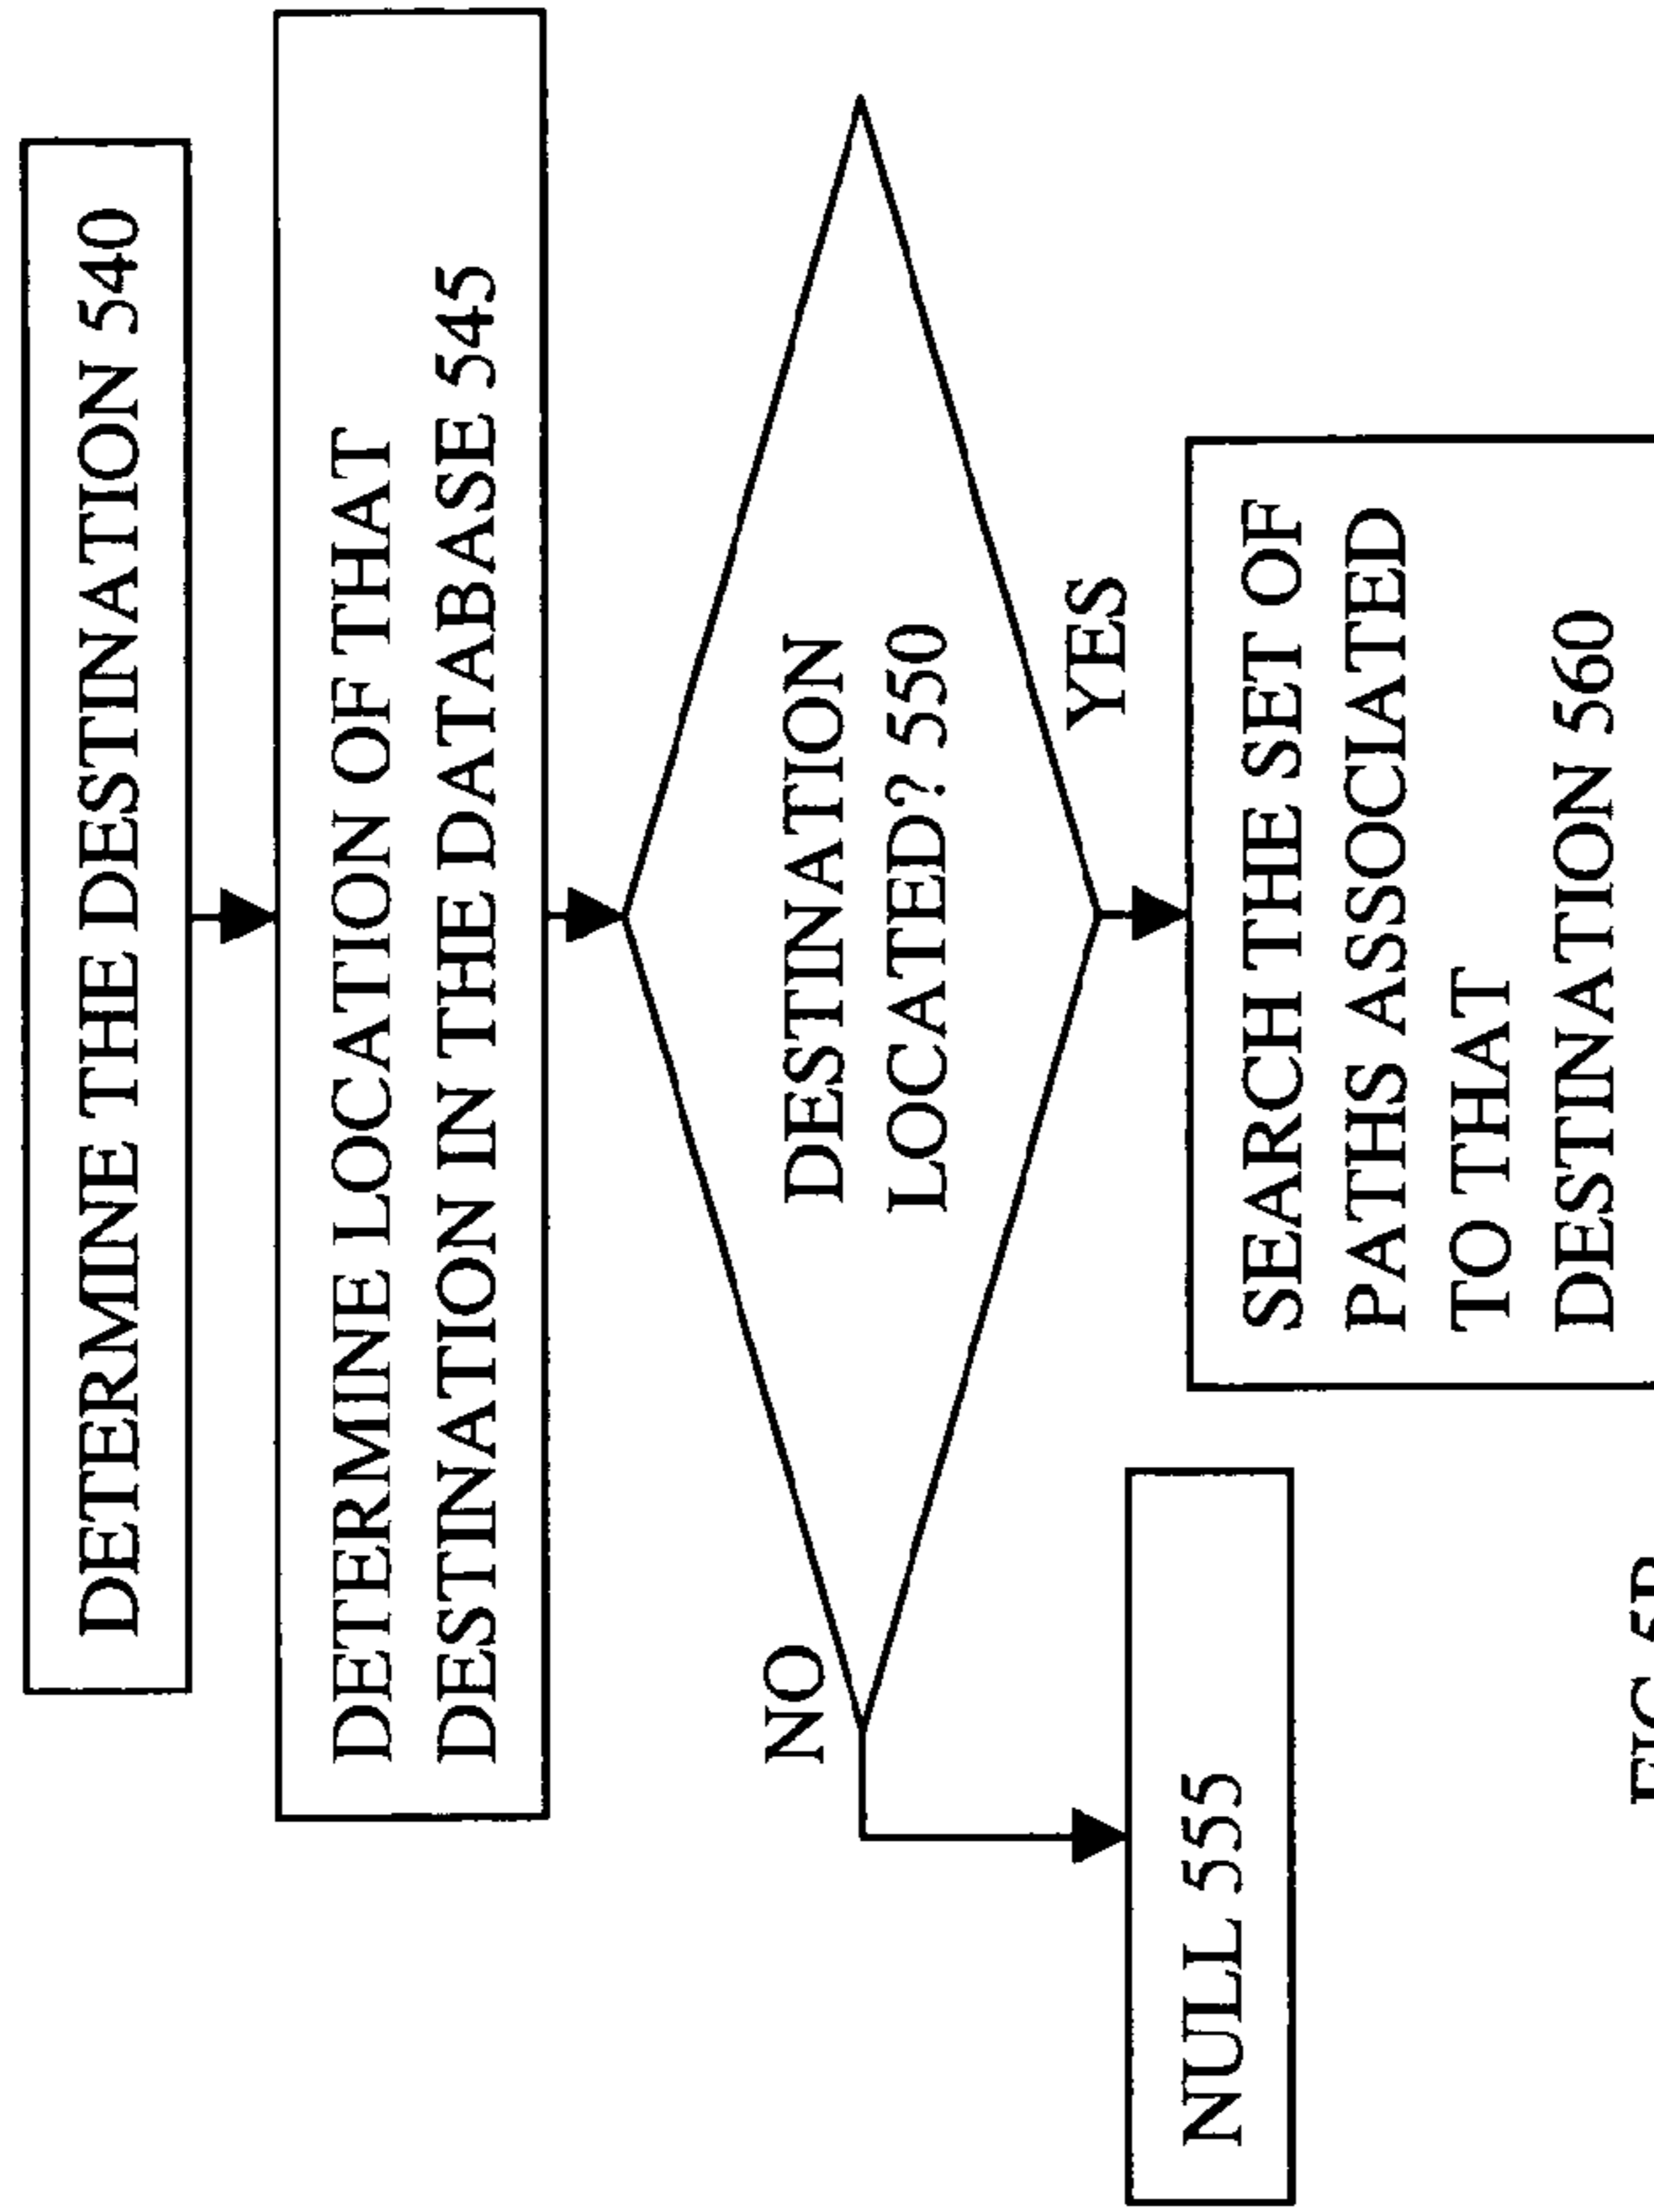 DETERMINE THE DESTINATION 540
DETERMINE LOCATION OF THAT
DESTINATION IN THE DATABASE 545
DESTINATION
LOCATED? 550
NO
YES
NULL 555
SEARCH THE SET OF
PATHS ASSOCIATED
TO THAT
DESTINATION 560